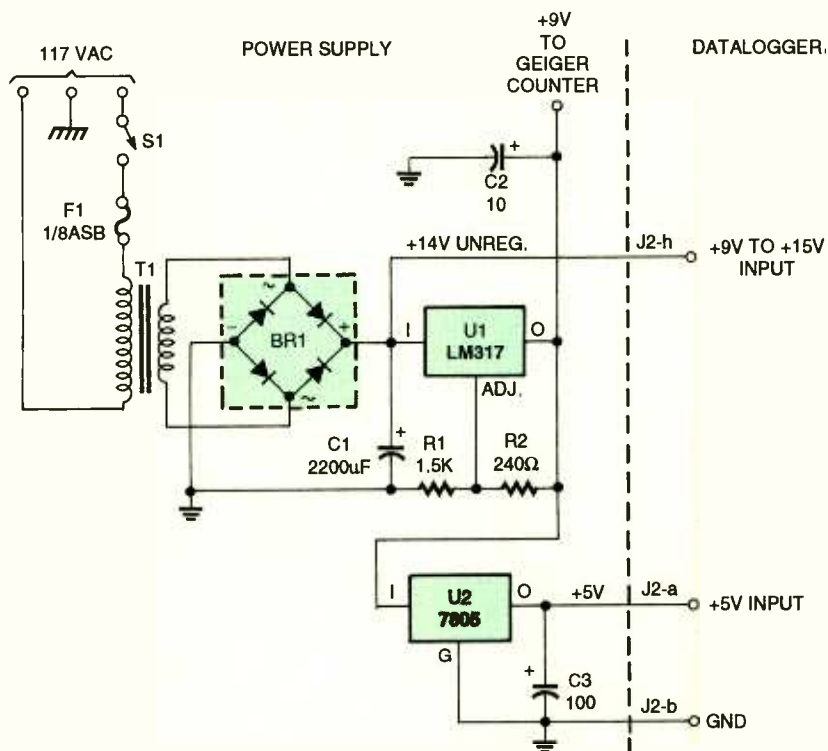 117 VAC
POWER SUPPLY
+9V
TO
GEIGER
COUNTER
DATALOGGER
S1
F1
1/8ASB
T1
+
C2
10
+14V UNREG.
J2-h
+9V TO +15V
INPUT
~
-
BR1
+
~
I
U1
LM317
O
ADJ.
+
C1
2200uF
R1
1.5K
R2
240Ω
I
U2
7805
O
G
+5V
J2-a
+5V INPUT
+
C3
100
J2-b
GND